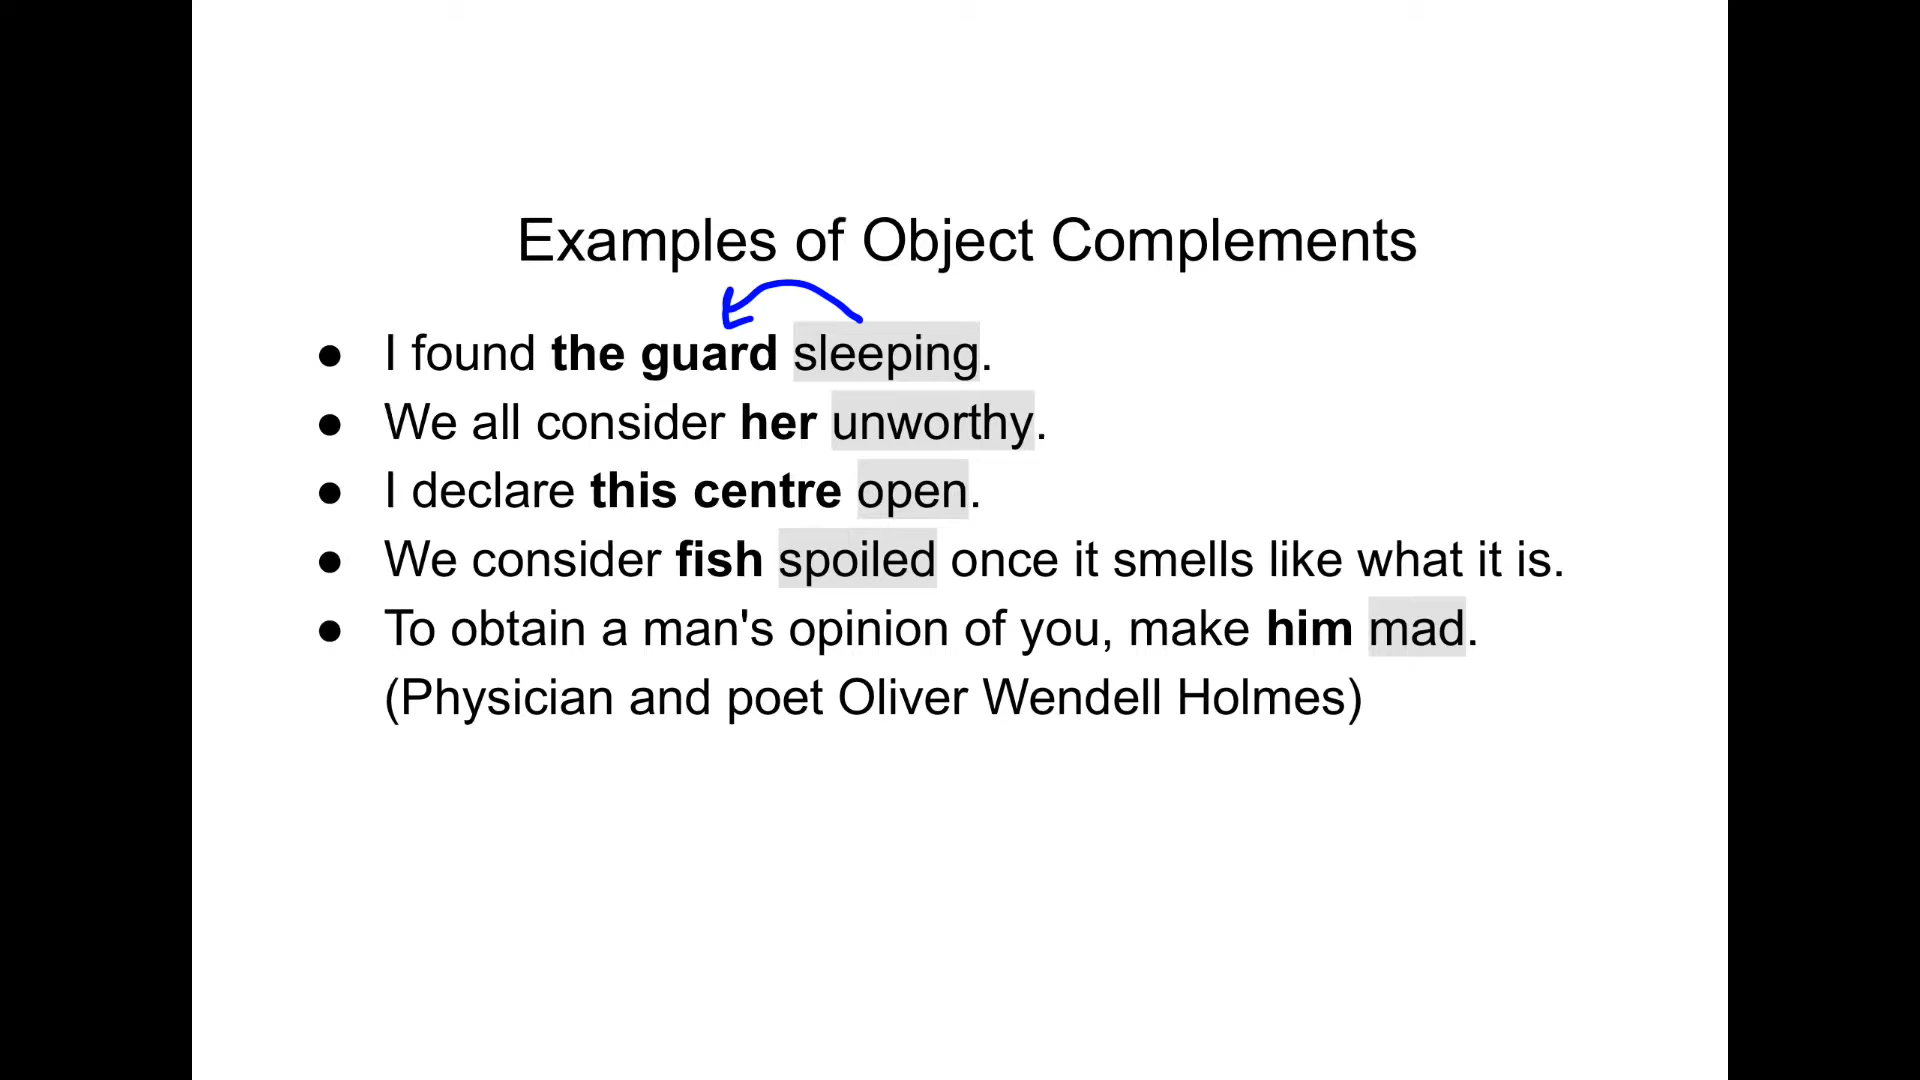 Examples of Object Complements
● I found the guard sleeping.
● We all consider her unworthy.
● I declare this centre open.
● We consider fish spoiled once it smells like what it is.
● To obtain a man's opinion of you, make him mad.
(Physician and poet Oliver Wendell Holmes)